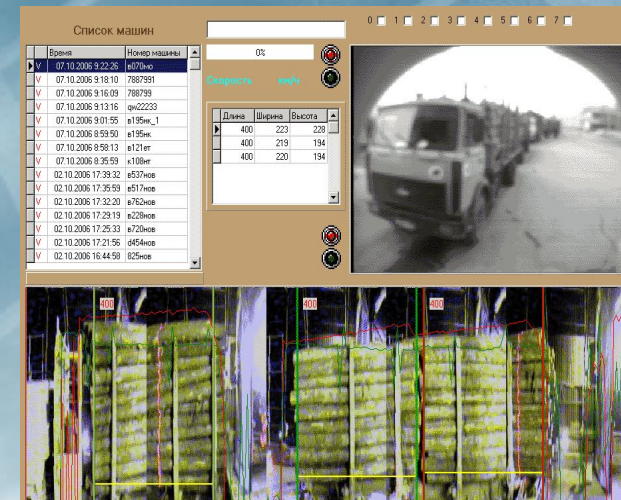 Список машин
0 1 2 3 4 5 6 7
0%
Скорость км/ч
Время Номер машины
V 07.10.2006 9:22:26 в070мо
V 07.10.2006 9:18:10 7887991
V 07.10.2006 9:16:09 788799
V 07.10.2006 9:13:16 qw22233
V 07.10.2006 9:01:55 в195нк_1
V 07.10.2006 8:59:50 в195нк
V 07.10.2006 8:58:13 в121ет
V 07.10.2006 8:35:59 к108нт
V 02.10.2006 17:39:32 в537нов
V 02.10.2006 17:35:59 в517нов
V 02.10.2006 17:32:20 в762нов
V 02.10.2006 17:29:19 в228нов
V 02.10.2006 17:25:33 в720нов
V 02.10.2006 17:21:56 d454нов
V 02.10.2006 16:44:58 825нов
Длина Ширина Высота
400 223 228
400 219 194
400 220 194
400 400 400